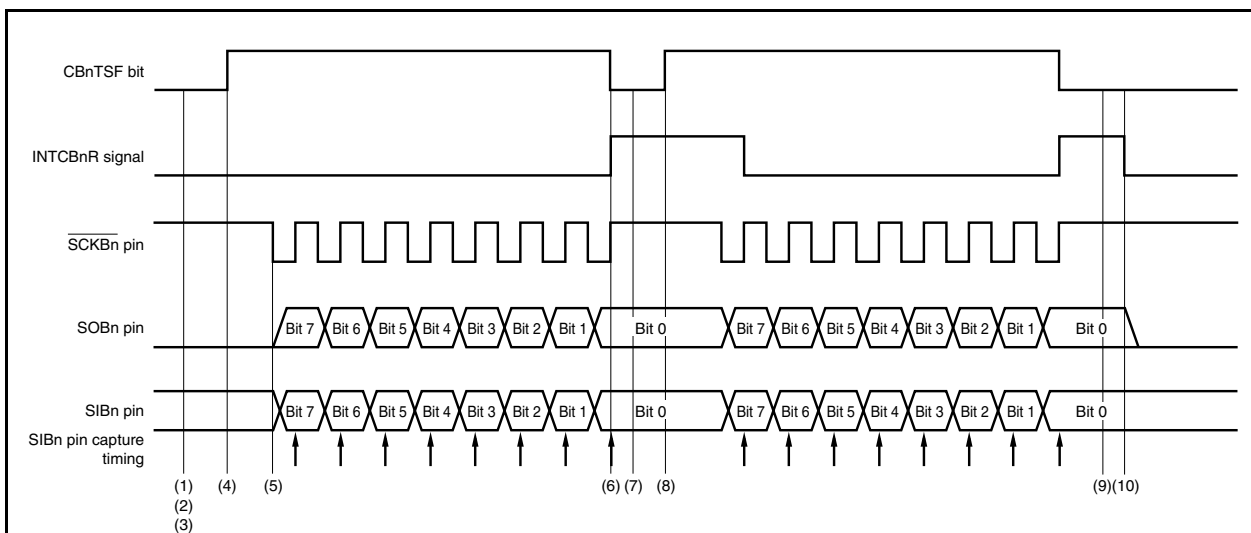 CBnTSF bit
INTCBnR signal
SCKBn pin
SOBn pin
Bit 7 Bit 6 Bit 5 Bit 4 Bit 3 Bit 2 Bit 1 Bit 0 Bit 7 Bit 6 Bit 5 Bit 4 Bit 3 Bit 2 Bit 1 Bit 0
SIBn pin
Bit 7 Bit 6 Bit 5 Bit 4 Bit 3 Bit 2 Bit 1 Bit 0 Bit 7 Bit 6 Bit 5 Bit 4 Bit 3 Bit 2 Bit 1 Bit 0
SIBn pin capture
timing
(1) (4) (5) (6) (7) (8) (9) (10)
(2)
(3)